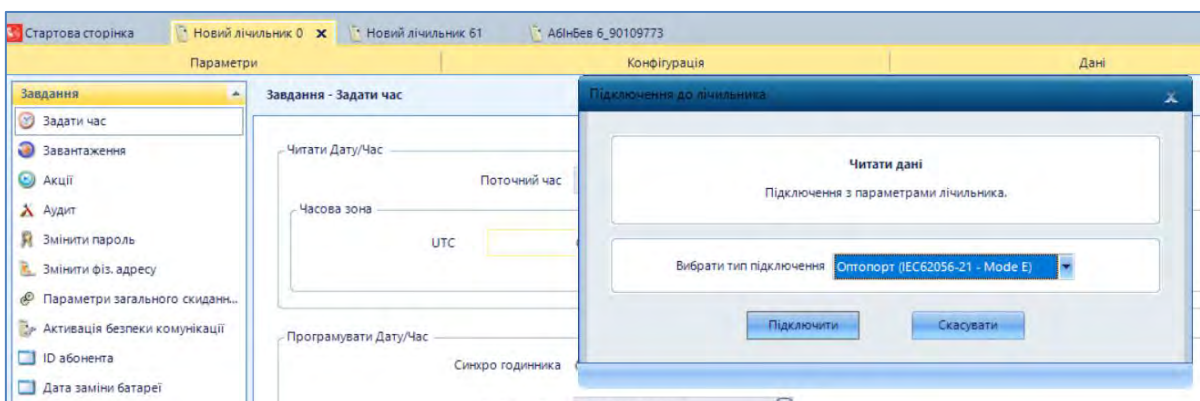 Стартова сторінка
Новий лічильник 0
Новий лічильник 61
АбІнБев 6_90109773
Параметри
Конфігурація
Дані
Завдання
Задати час
Завантаження
Акції
Аудит
Змінити пароль
Змінити фіз. адресу
Параметри загального скиданн...
Активація безпеки комунікації
ID абонента
Дата заміни батареї
Завдання - Задати час
Читати Дату/Час
Поточний час
Часова зона
UTC
Програмувати Дату/Час
Синхро годинника
Підключення до лічильника
Читати дані
Підключення з параметрами лічильника.
Вибрати тип підключення
Оптопорт (IEC62056-21 - Mode E)
Підключити
Скасувати